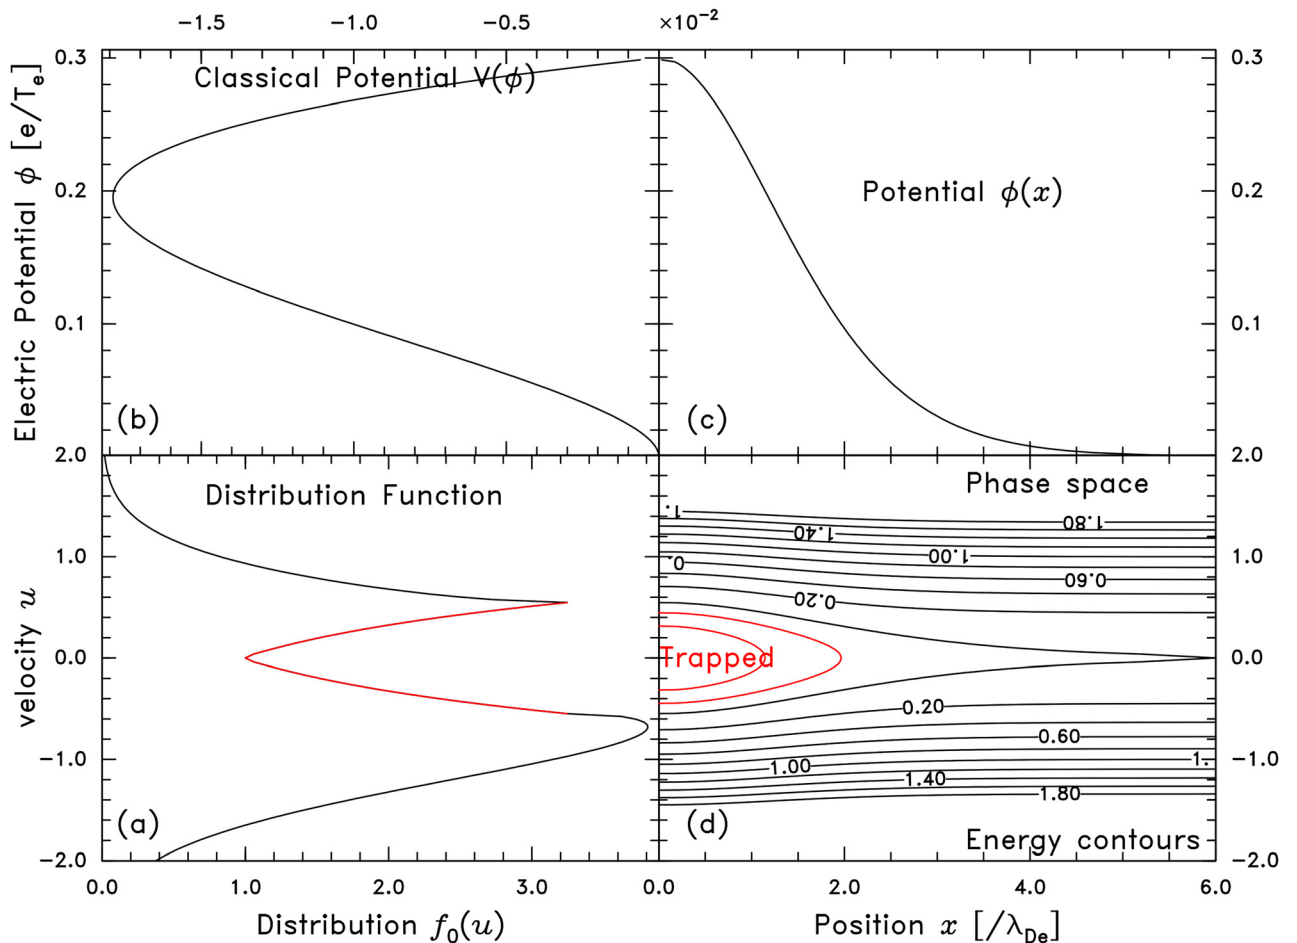 −1.5 −1.0 −0.5 ×10⁻²
0.3 Classical Potential V(ϕ) 0.3
Electric Potential ϕ [e/Tₑ]
0.2 Potential ϕ(x) 0.2
0.1 0.1
(b) (c)
2.0 2.0
Distribution Function Phase space
1. 1.80
1.40
1.0 1.00 1.0
0. 0.60
0.20
velocity u
0.0 Trapped 0.0
0.20
0.60
−1.0 1.00 1. −1.0
1.40
1.80
(a) (d) Energy contours
−2.0 −2.0
0.0 1.0 2.0 3.0 0.0 2.0 4.0 6.0
Distribution f₀(u) Position x [/λ_De]